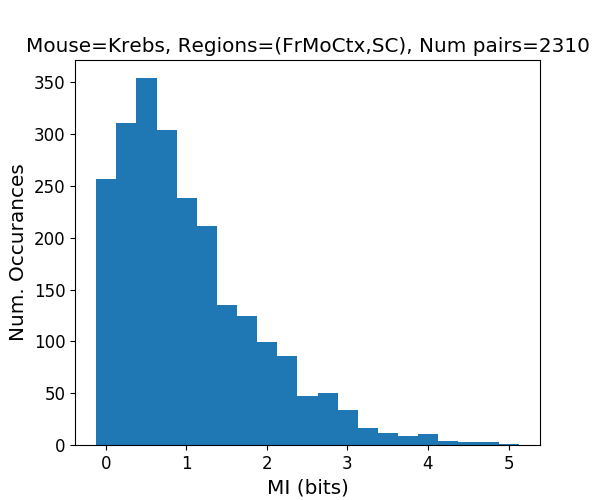 Mouse=Krebs, Regions=(FrMoCtx,SC), Num pairs=2310
Num. Occurances
350
300
250
200
150
100
50
0
0 1 2 3 4 5
MI (bits)